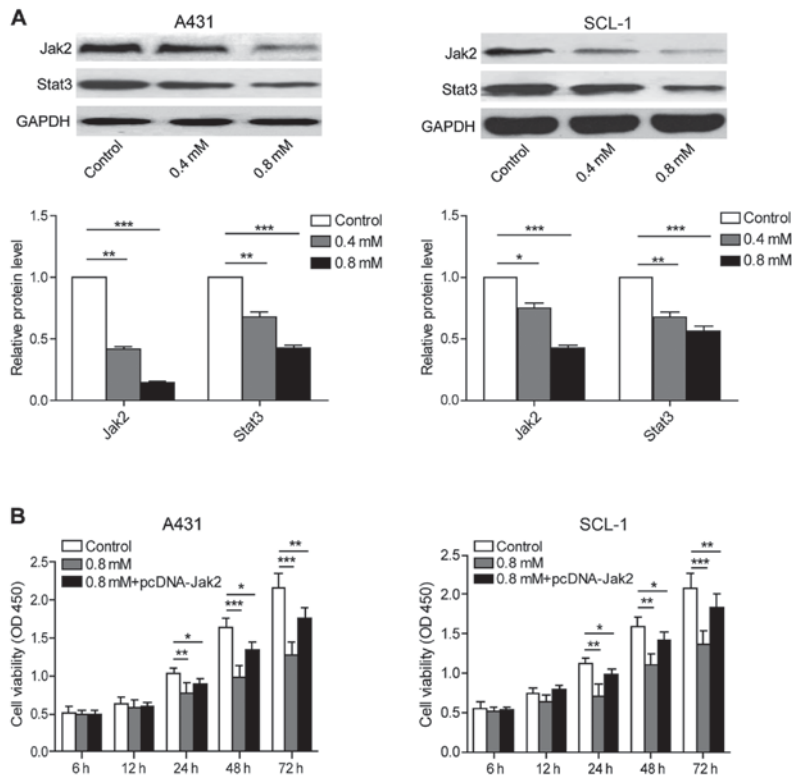 A
A431
Jak2
Stat3
GAPDH
Control
0.4 mM
0.8 mM
SCL-1
Jak2
Stat3
GAPDH
Control
0.4 mM
0.8 mM
Relative protein level
1.5
1.0
0.5
0.0
***
**
***
**
Control
0.4 mM
0.8 mM
Jak2
Stat3
Relative protein level
1.5
1.0
0.5
0.0
***
*
***
**
Control
0.4 mM
0.8 mM
Jak2
Stat3
B
A431
Control
0.8 mM
0.8 mM+pcDNA-Jak2
Cell viability (OD 450)
2.5
2.0
1.5
1.0
0.5
0.0
*
**
*
***
**
***
6 h
12 h
24 h
48 h
72 h
SCL-1
Control
0.8 mM
0.8 mM+pcDNA-Jak2
Cell viability (OD 450)
2.5
2.0
1.5
1.0
0.5
0.0
*
**
*
**
**
***
6 h
12 h
24 h
48 h
72 h